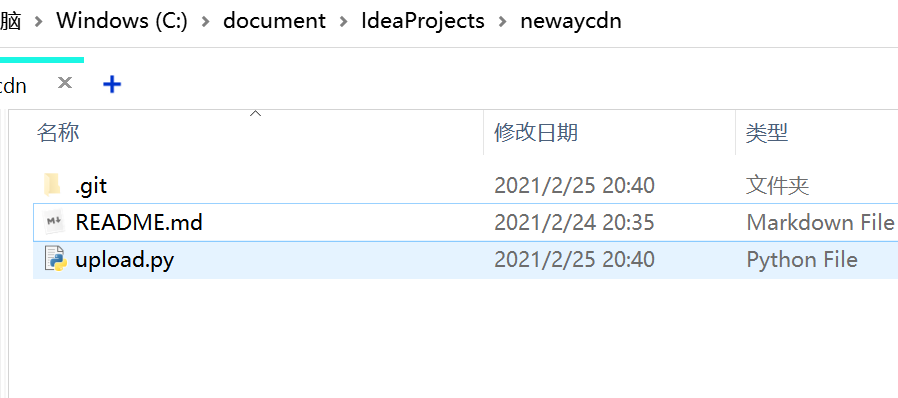 脑 > Windows (C:) > document > IdeaProjects > newaycdn
cdn × +
名称 修改日期 类型
.git 2021/2/25 20:40 文件夹
README.md 2021/2/24 20:35 Markdown File
upload.py 2021/2/25 20:40 Python File